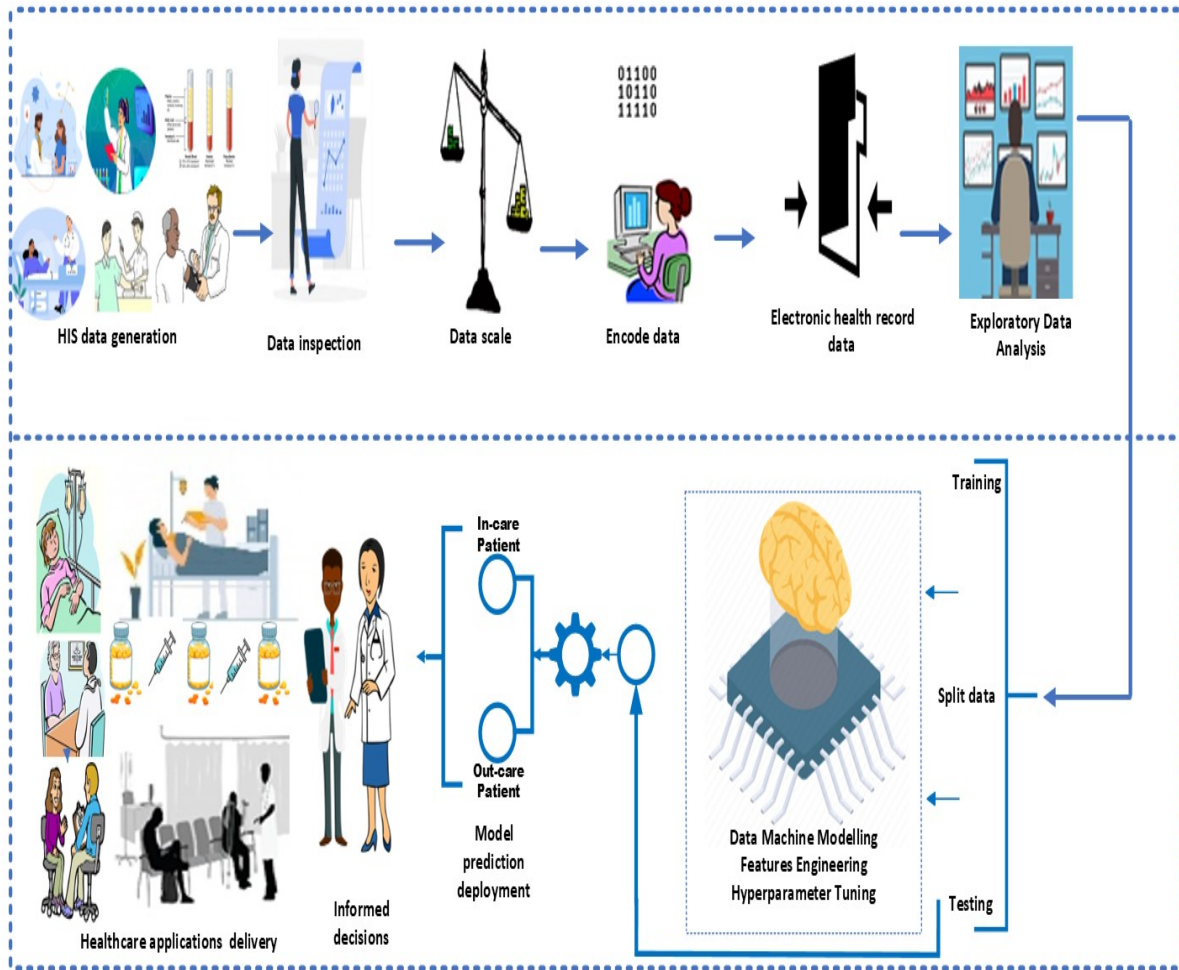 01100
10110
11110
HIS data generation
Data inspection
Data scale
Encode data
Electronic health record
data
Exploratory Data
Analysis
Training
Split data
Testing
Data Machine Modelling
Features Engineering
Hyperparameter Tuning
In-care
Patient
Out-care
Patient
Model
prediction
deployment
Informed
decisions
Healthcare applications delivery